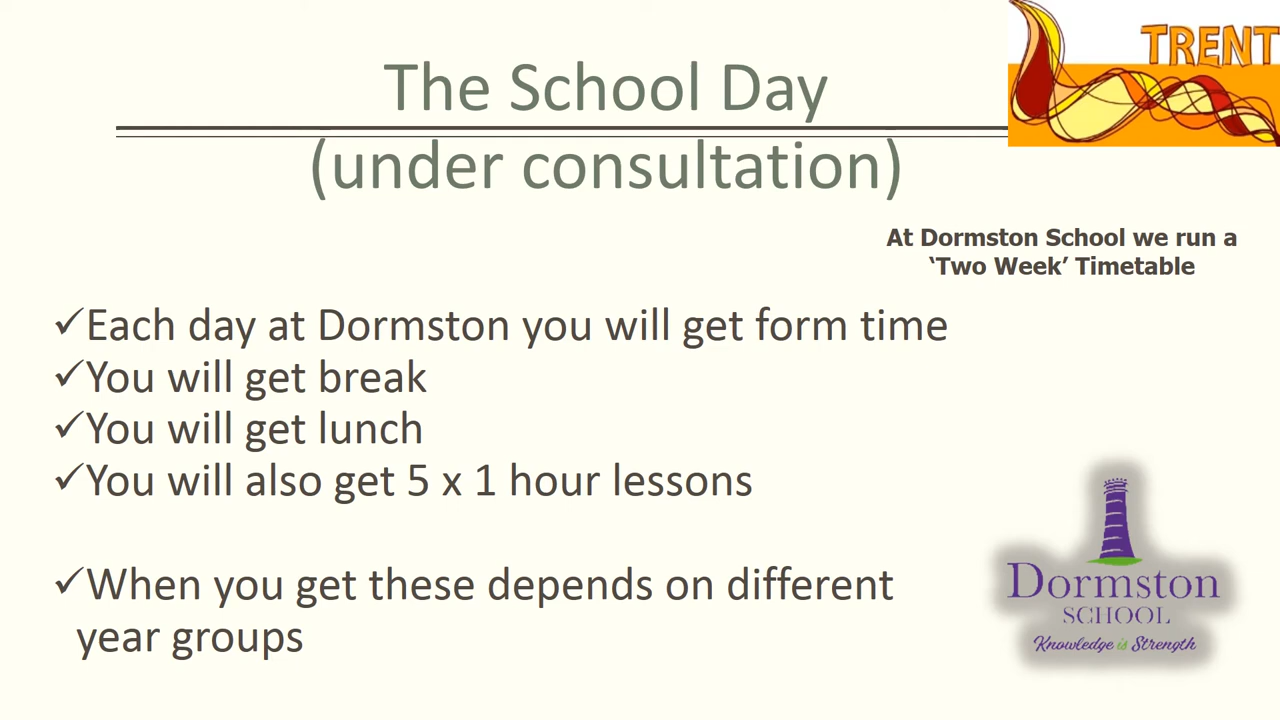 TRENT
The School Day
(under consultation)
At Dormston School we run a
‘Two Week’ Timetable
✓Each day at Dormston you will get form time
✓You will get break
✓You will get lunch
✓You will also get 5 x 1 hour lessons
✓When you get these depends on different
year groups
Dormston
SCHOOL
Knowledge is Strength